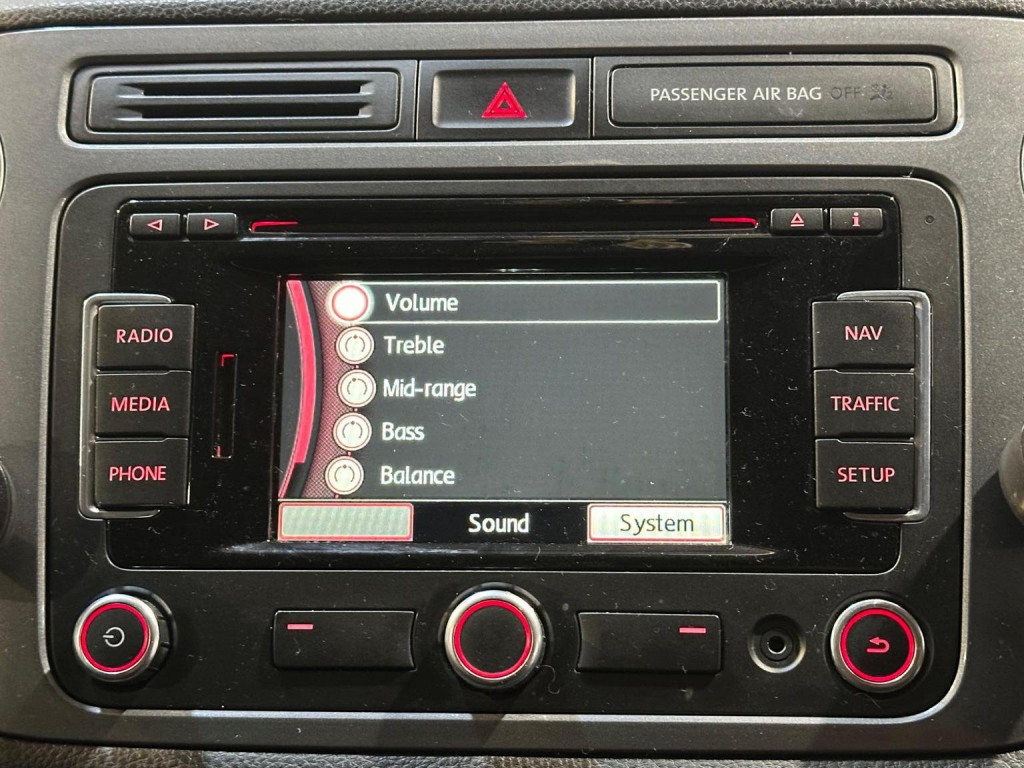 PASSENGER AIR BAG OFF
i
RADIO
MEDIA
PHONE
Volume
Treble
Mid-range
Bass
Balance
Sound
System
NAV
TRAFFIC
SETUP